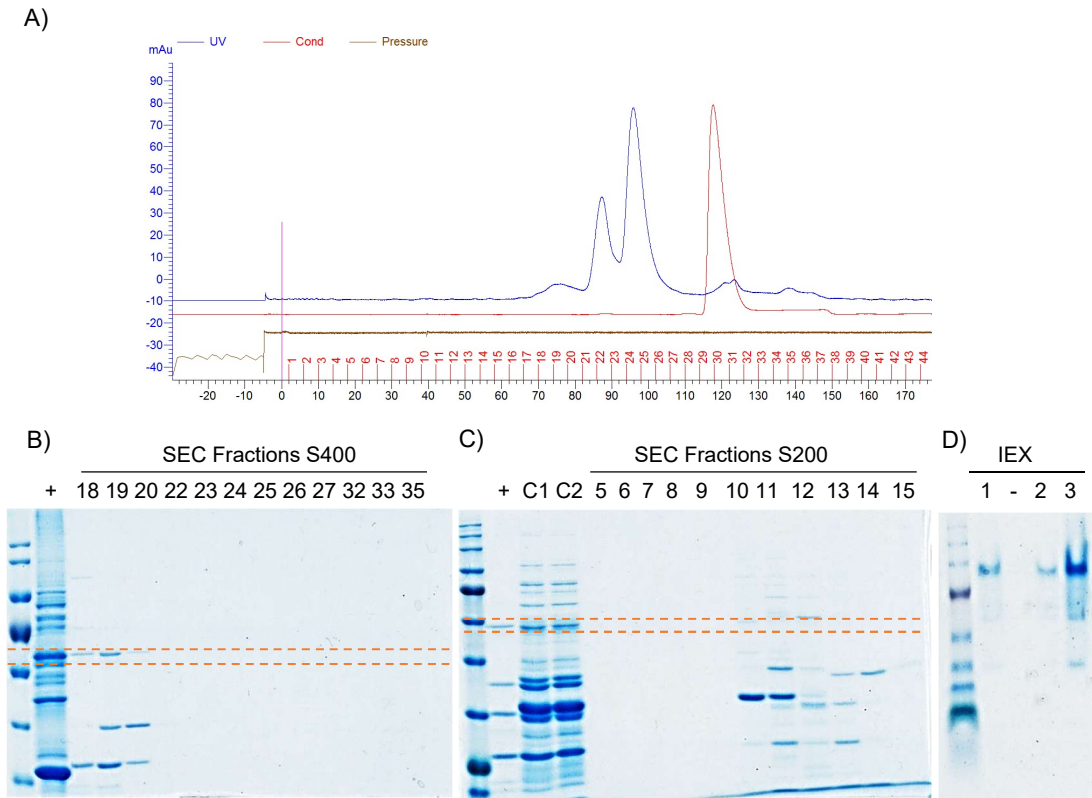 A)
UV Cond Pressure
mAu
90
80
70
60
50
40
30
20
10
0
-10
-20
-30
-40
1 2 3 4 5 6 7 8 9 10 11 12 13 14 15 16 17 18 19 20 21 22 23 24 25 26 27 28 29 30 31 32 33 34 35 36 37 38 39 40 41 42 43 44
-20 -10 0 10 20 30 40 50 60 70 80 90 100 110 120 130 140 150 160 170
B)
SEC Fractions S400
+ 18 19 20 22 23 24 25 26 27 32 33 35
C)
SEC Fractions S200
+ C1 C2 5 6 7 8 9 10 11 12 13 14 15
D)
IEX
1 - 2 3